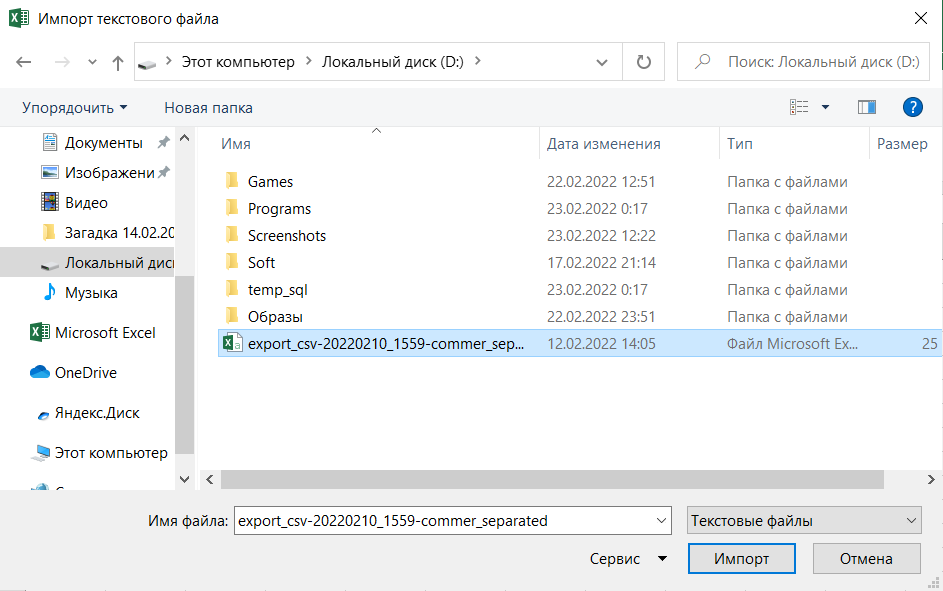 Импорт текстового файла
Этот компьютер
Локальный диск (D:)
Поиск: Локальный диск (D:)
Упорядочить
Новая папка
Документы
Изображени
Видео
Загадка 14.02.20
Локальный дис
Музыка
Microsoft Excel
OneDrive
Яндекс.Диск
Этот компьютер
Имя Дата изменения Тип Размер
Games 22.02.2022 12:51 Папка с файлами
Programs 23.02.2022 0:17 Папка с файлами
Screenshots 23.02.2022 12:22 Папка с файлами
Soft 17.02.2022 21:14 Папка с файлами
temp_sql 23.02.2022 0:17 Папка с файлами
Образы 22.02.2022 23:51 Папка с файлами
export_csv-20220210_1559-commer_sep... 12.02.2022 14:05 Файл Microsoft Ex... 25
Имя файла: export_csv-20220210_1559-commer_separated Текстовые файлы
Сервис Импорт Отмена